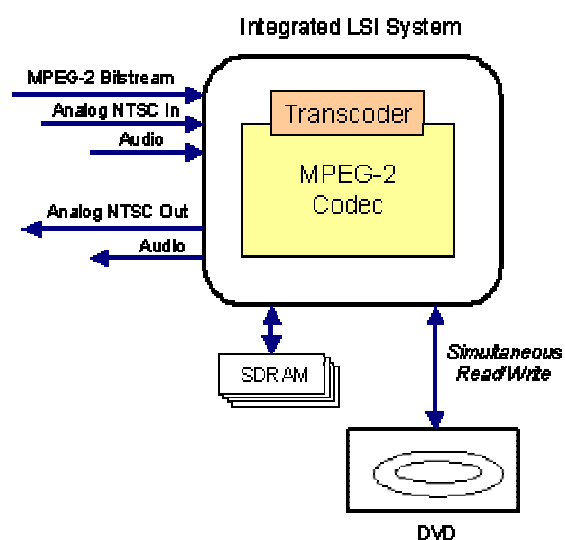 Integrated LSI System
MPEG-2 Bitstream
Analog NTSC In
Audio
Analog NTSC Out
Audio
Transcoder
MPEG-2
Codec
SDRAM
Simultaneous
Read/Write
DVD